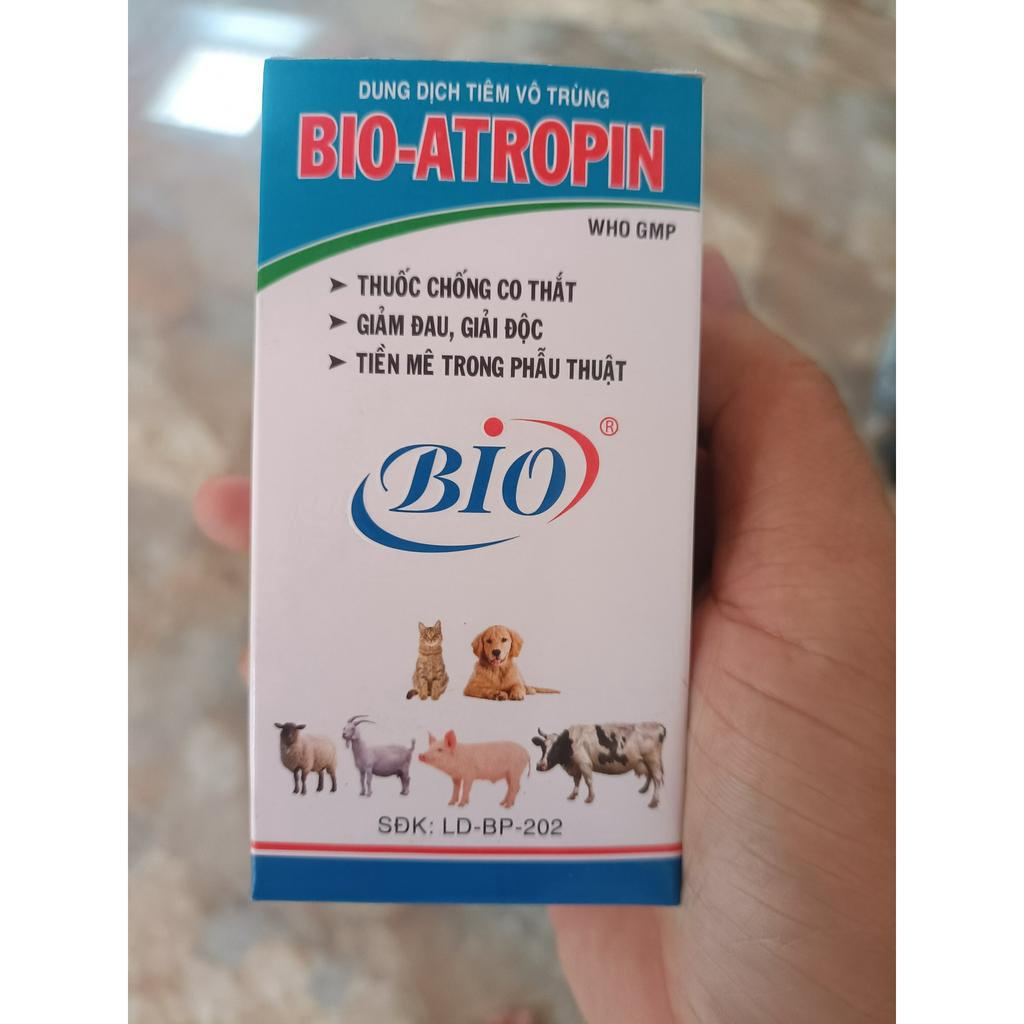 DUNG DỊCH TIÊM VÔ TRÙNG
BIO-ATROPIN
WHO GMP
➤ THUỐC CHỐNG CO THẮT
➤ GIẢM ĐAU, GIẢI ĐỘC
➤ TIỀN MÊ TRONG PHẪU THUẬT
BIO ®
SĐK: LD-BP-202